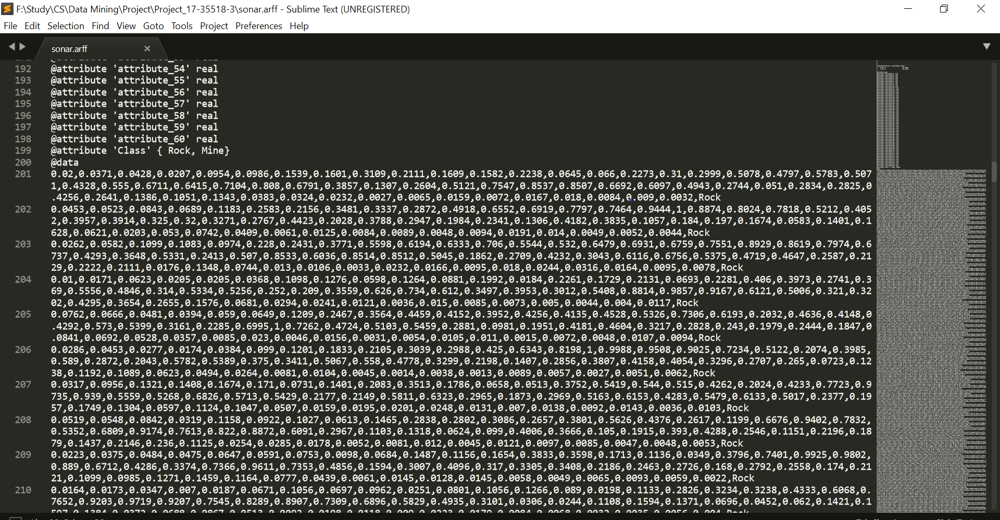 F:\Study\CS\Data Mining\Project\Project_17-35518-3\sonar.arff - Sublime Text (UNREGISTERED)
File Edit Selection Find View Goto Tools Project Preferences Help
sonar.arff
192 @attribute 'attribute_54' real
193 @attribute 'attribute_55' real
194 @attribute 'attribute_56' real
195 @attribute 'attribute_57' real
196 @attribute 'attribute_58' real
197 @attribute 'attribute_59' real
198 @attribute 'attribute_60' real
199 @attribute 'Class' { Rock, Mine}
200 @data
201 0.02,0.0371,0.0428,0.0207,0.0954,0.0986,0.1539,0.1601,0.3109,0.2111,0.1609,0.1582,0.2238,0.0645,0.066,0.2273,0.31,0.2999,0.5078,0.4797,0.5783,0.507
1,0.4328,0.555,0.6711,0.6415,0.7104,0.808,0.6791,0.3857,0.1307,0.2604,0.5121,0.7547,0.8537,0.8507,0.6692,0.6097,0.4943,0.2744,0.051,0.2834,0.2825,0
.4256,0.2641,0.1386,0.1051,0.1343,0.0383,0.0324,0.0232,0.0027,0.0065,0.0159,0.0072,0.0167,0.018,0.0084,0.009,0.0032,Rock
202 0.0453,0.0523,0.0843,0.0689,0.1183,0.2583,0.2156,0.3481,0.3337,0.2872,0.4918,0.6552,0.6919,0.7797,0.7464,0.9444,1,0.8874,0.8024,0.7818,0.5212,0.405
2,0.3957,0.3914,0.325,0.32,0.3271,0.2767,0.4423,0.2028,0.3788,0.2947,0.1984,0.2341,0.1306,0.4182,0.3835,0.1057,0.184,0.197,0.1674,0.0583,0.1401,0.1
628,0.0621,0.0203,0.053,0.0742,0.0409,0.0061,0.0125,0.0084,0.0089,0.0048,0.0094,0.0191,0.014,0.0049,0.0052,0.0044,Rock
203 0.0262,0.0582,0.1099,0.1083,0.0974,0.228,0.2431,0.3771,0.5598,0.6194,0.6333,0.706,0.5544,0.532,0.6479,0.6931,0.6759,0.7551,0.8929,0.8619,0.7974,0.6
737,0.4293,0.3648,0.5331,0.2413,0.507,0.8533,0.6036,0.8514,0.8512,0.5045,0.1862,0.2709,0.4232,0.3043,0.6116,0.6756,0.5375,0.4719,0.4647,0.2587,0.21
29,0.2222,0.2111,0.0176,0.1348,0.0744,0.013,0.0106,0.0033,0.0232,0.0166,0.0095,0.018,0.0244,0.0316,0.0164,0.0095,0.0078,Rock
204 0.01,0.0171,0.0623,0.0205,0.0205,0.0368,0.1098,0.1276,0.0598,0.1264,0.0881,0.1992,0.0184,0.2261,0.1729,0.2131,0.0693,0.2281,0.406,0.3973,0.2741,0.3
69,0.5556,0.4846,0.314,0.5334,0.5256,0.252,0.209,0.3559,0.626,0.734,0.612,0.3497,0.3953,0.3012,0.5408,0.8814,0.9857,0.9167,0.6121,0.5006,0.321,0.32
02,0.4295,0.3654,0.2655,0.1576,0.0681,0.0294,0.0241,0.0121,0.0036,0.015,0.0085,0.0073,0.005,0.0044,0.004,0.0117,Rock
205 0.0762,0.0666,0.0481,0.0394,0.059,0.0649,0.1209,0.2467,0.3564,0.4459,0.4152,0.3952,0.4256,0.4135,0.4528,0.5326,0.7306,0.6193,0.2032,0.4636,0.4148,0
.4292,0.573,0.5399,0.3161,0.2285,0.6995,1,0.7262,0.4724,0.5103,0.5459,0.2881,0.0981,0.1951,0.4181,0.4604,0.3217,0.2828,0.243,0.1979,0.2444,0.1847,0
.0841,0.0692,0.0528,0.0357,0.0085,0.023,0.0046,0.0156,0.0031,0.0054,0.0105,0.011,0.0015,0.0072,0.0048,0.0107,0.0094,Rock
206 0.0286,0.0453,0.0277,0.0174,0.0384,0.099,0.1201,0.1833,0.2105,0.3039,0.2988,0.425,0.6343,0.8198,1,0.9988,0.9508,0.9025,0.7234,0.5122,0.2074,0.3985,
0.589,0.2872,0.2043,0.5782,0.5389,0.375,0.3411,0.5067,0.558,0.4778,0.3299,0.2198,0.1407,0.2856,0.3807,0.4158,0.4054,0.3296,0.2707,0.265,0.0723,0.12
38,0.1192,0.1089,0.0623,0.0494,0.0264,0.0081,0.0104,0.0045,0.0014,0.0038,0.0013,0.0089,0.0057,0.0027,0.0051,0.0062,Rock
207 0.0317,0.0956,0.1321,0.1408,0.1674,0.171,0.0731,0.1401,0.2083,0.3513,0.1786,0.0658,0.0513,0.3752,0.5419,0.544,0.515,0.4262,0.2024,0.4233,0.7723,0.9
735,0.939,0.5559,0.5268,0.6826,0.5713,0.5429,0.2177,0.2149,0.5811,0.6323,0.2965,0.1873,0.2969,0.5163,0.6153,0.4283,0.5479,0.6133,0.5017,0.2377,0.19
57,0.1749,0.1304,0.0597,0.1124,0.1047,0.0507,0.0159,0.0195,0.0201,0.0248,0.0131,0.007,0.0138,0.0092,0.0143,0.0036,0.0103,Rock
208 0.0519,0.0548,0.0842,0.0319,0.1158,0.0922,0.1027,0.0613,0.1465,0.2838,0.2802,0.3086,0.2657,0.3801,0.5626,0.4376,0.2617,0.1199,0.6676,0.9402,0.7832,
0.5352,0.6809,0.9174,0.7613,0.822,0.8872,0.6091,0.2967,0.1103,0.1318,0.0624,0.099,0.4006,0.3666,0.105,0.1915,0.393,0.4288,0.2546,0.1151,0.2196,0.18
79,0.1437,0.2146,0.236,0.1125,0.0254,0.0285,0.0178,0.0052,0.0081,0.012,0.0045,0.0121,0.0097,0.0085,0.0047,0.0048,0.0053,Rock
209 0.0223,0.0375,0.0484,0.0475,0.0647,0.0591,0.0753,0.0098,0.0684,0.1487,0.1156,0.1654,0.3833,0.3598,0.1713,0.1136,0.0349,0.3796,0.7401,0.9925,0.9802,
0.889,0.6712,0.4286,0.3374,0.7366,0.9611,0.7353,0.4856,0.1594,0.3007,0.4096,0.317,0.3305,0.3408,0.2186,0.2463,0.2726,0.168,0.2792,0.2558,0.174,0.21
21,0.1099,0.0985,0.1271,0.1459,0.1164,0.0777,0.0439,0.0061,0.0145,0.0128,0.0145,0.0058,0.0049,0.0065,0.0093,0.0059,0.0022,Rock
210 0.0164,0.0173,0.0347,0.007,0.0187,0.0671,0.1056,0.0697,0.0962,0.0251,0.0801,0.1056,0.1266,0.089,0.0198,0.1133,0.2826,0.3234,0.3238,0.4333,0.6068,0.
7652,0.9203,0.9719,0.9207,0.7545,0.8289,0.8907,0.7309,0.6896,0.5829,0.4935,0.3101,0.0306,0.0244,0.1108,0.1594,0.1371,0.0696,0.0452,0.062,0.1421,0.1